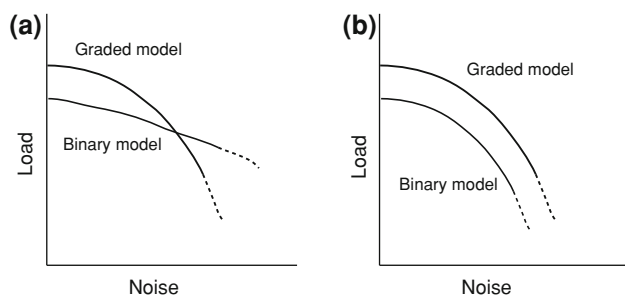 (a)
Graded model
Binary model
Load
Noise
(b)
Graded model
Binary model
Load
Noise